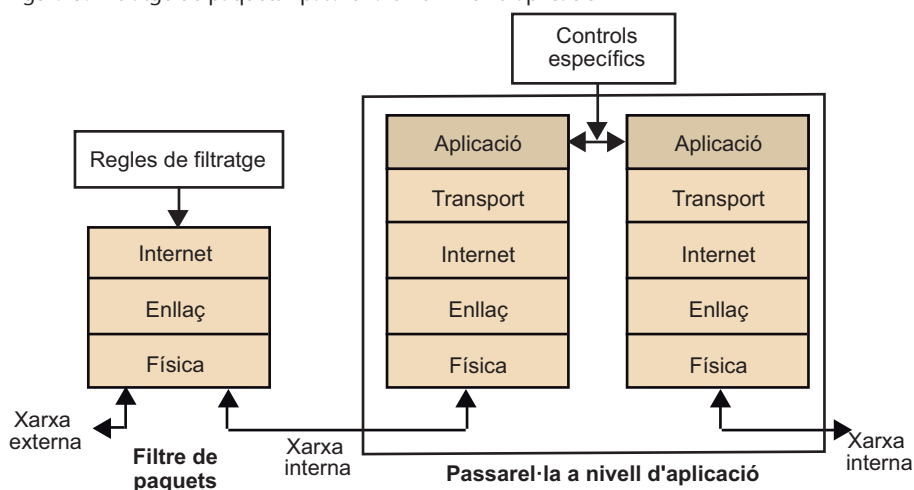 Controls
específics
Regles de filtratge
Internet
Enllaç
Física
Aplicació
Transport
Internet
Enllaç
Física
Aplicació
Transport
Internet
Enllaç
Física
Xarxa
externa
Filtre de
paquets
Xarxa
interna
Passarel·la a nivell d'aplicació
Xarxa
interna